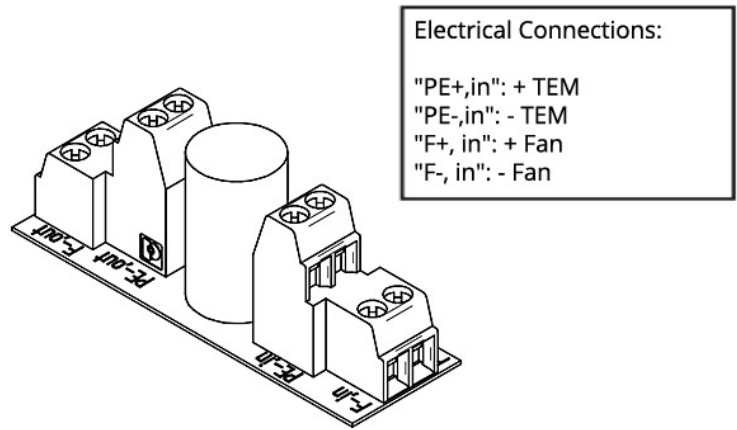 Electrical Connections:
"PE+,in": + TEM
"PE-,in": - TEM
"F+, in": + Fan
"F-, in": - Fan
F-,out
PE-,out
PE-,in
F-,in